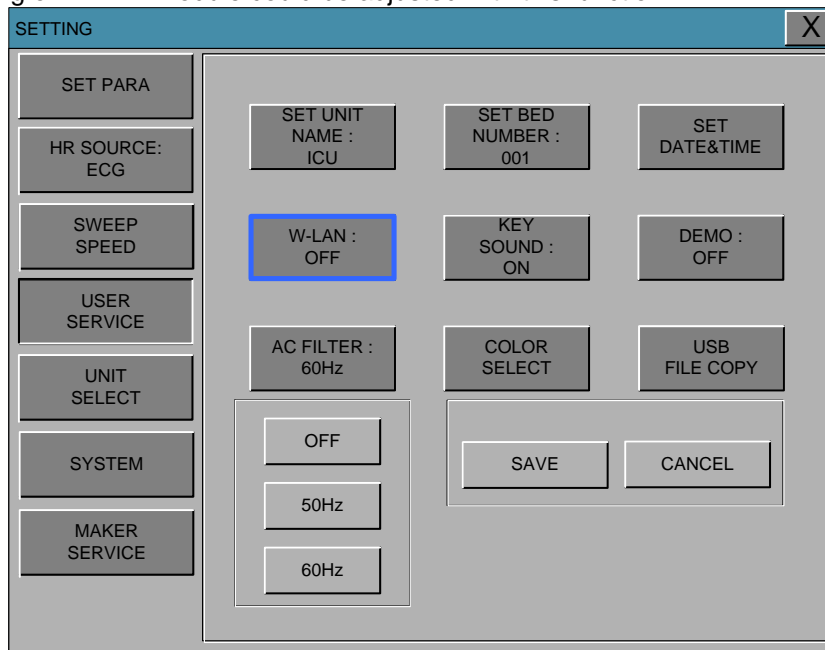 SETTING
X
SET PARA
HR SOURCE:
ECG
SWEEP
SPEED
USER
SERVICE
UNIT
SELECT
SYSTEM
MAKER
SERVICE
SET UNIT
NAME :
ICU
SET BED
NUMBER :
001
SET
DATE&TIME
W-LAN :
OFF
KEY
SOUND :
ON
DEMO :
OFF
AC FILTER :
60Hz
COLOR
SELECT
USB
FILE COPY
OFF
50Hz
60Hz
SAVE
CANCEL